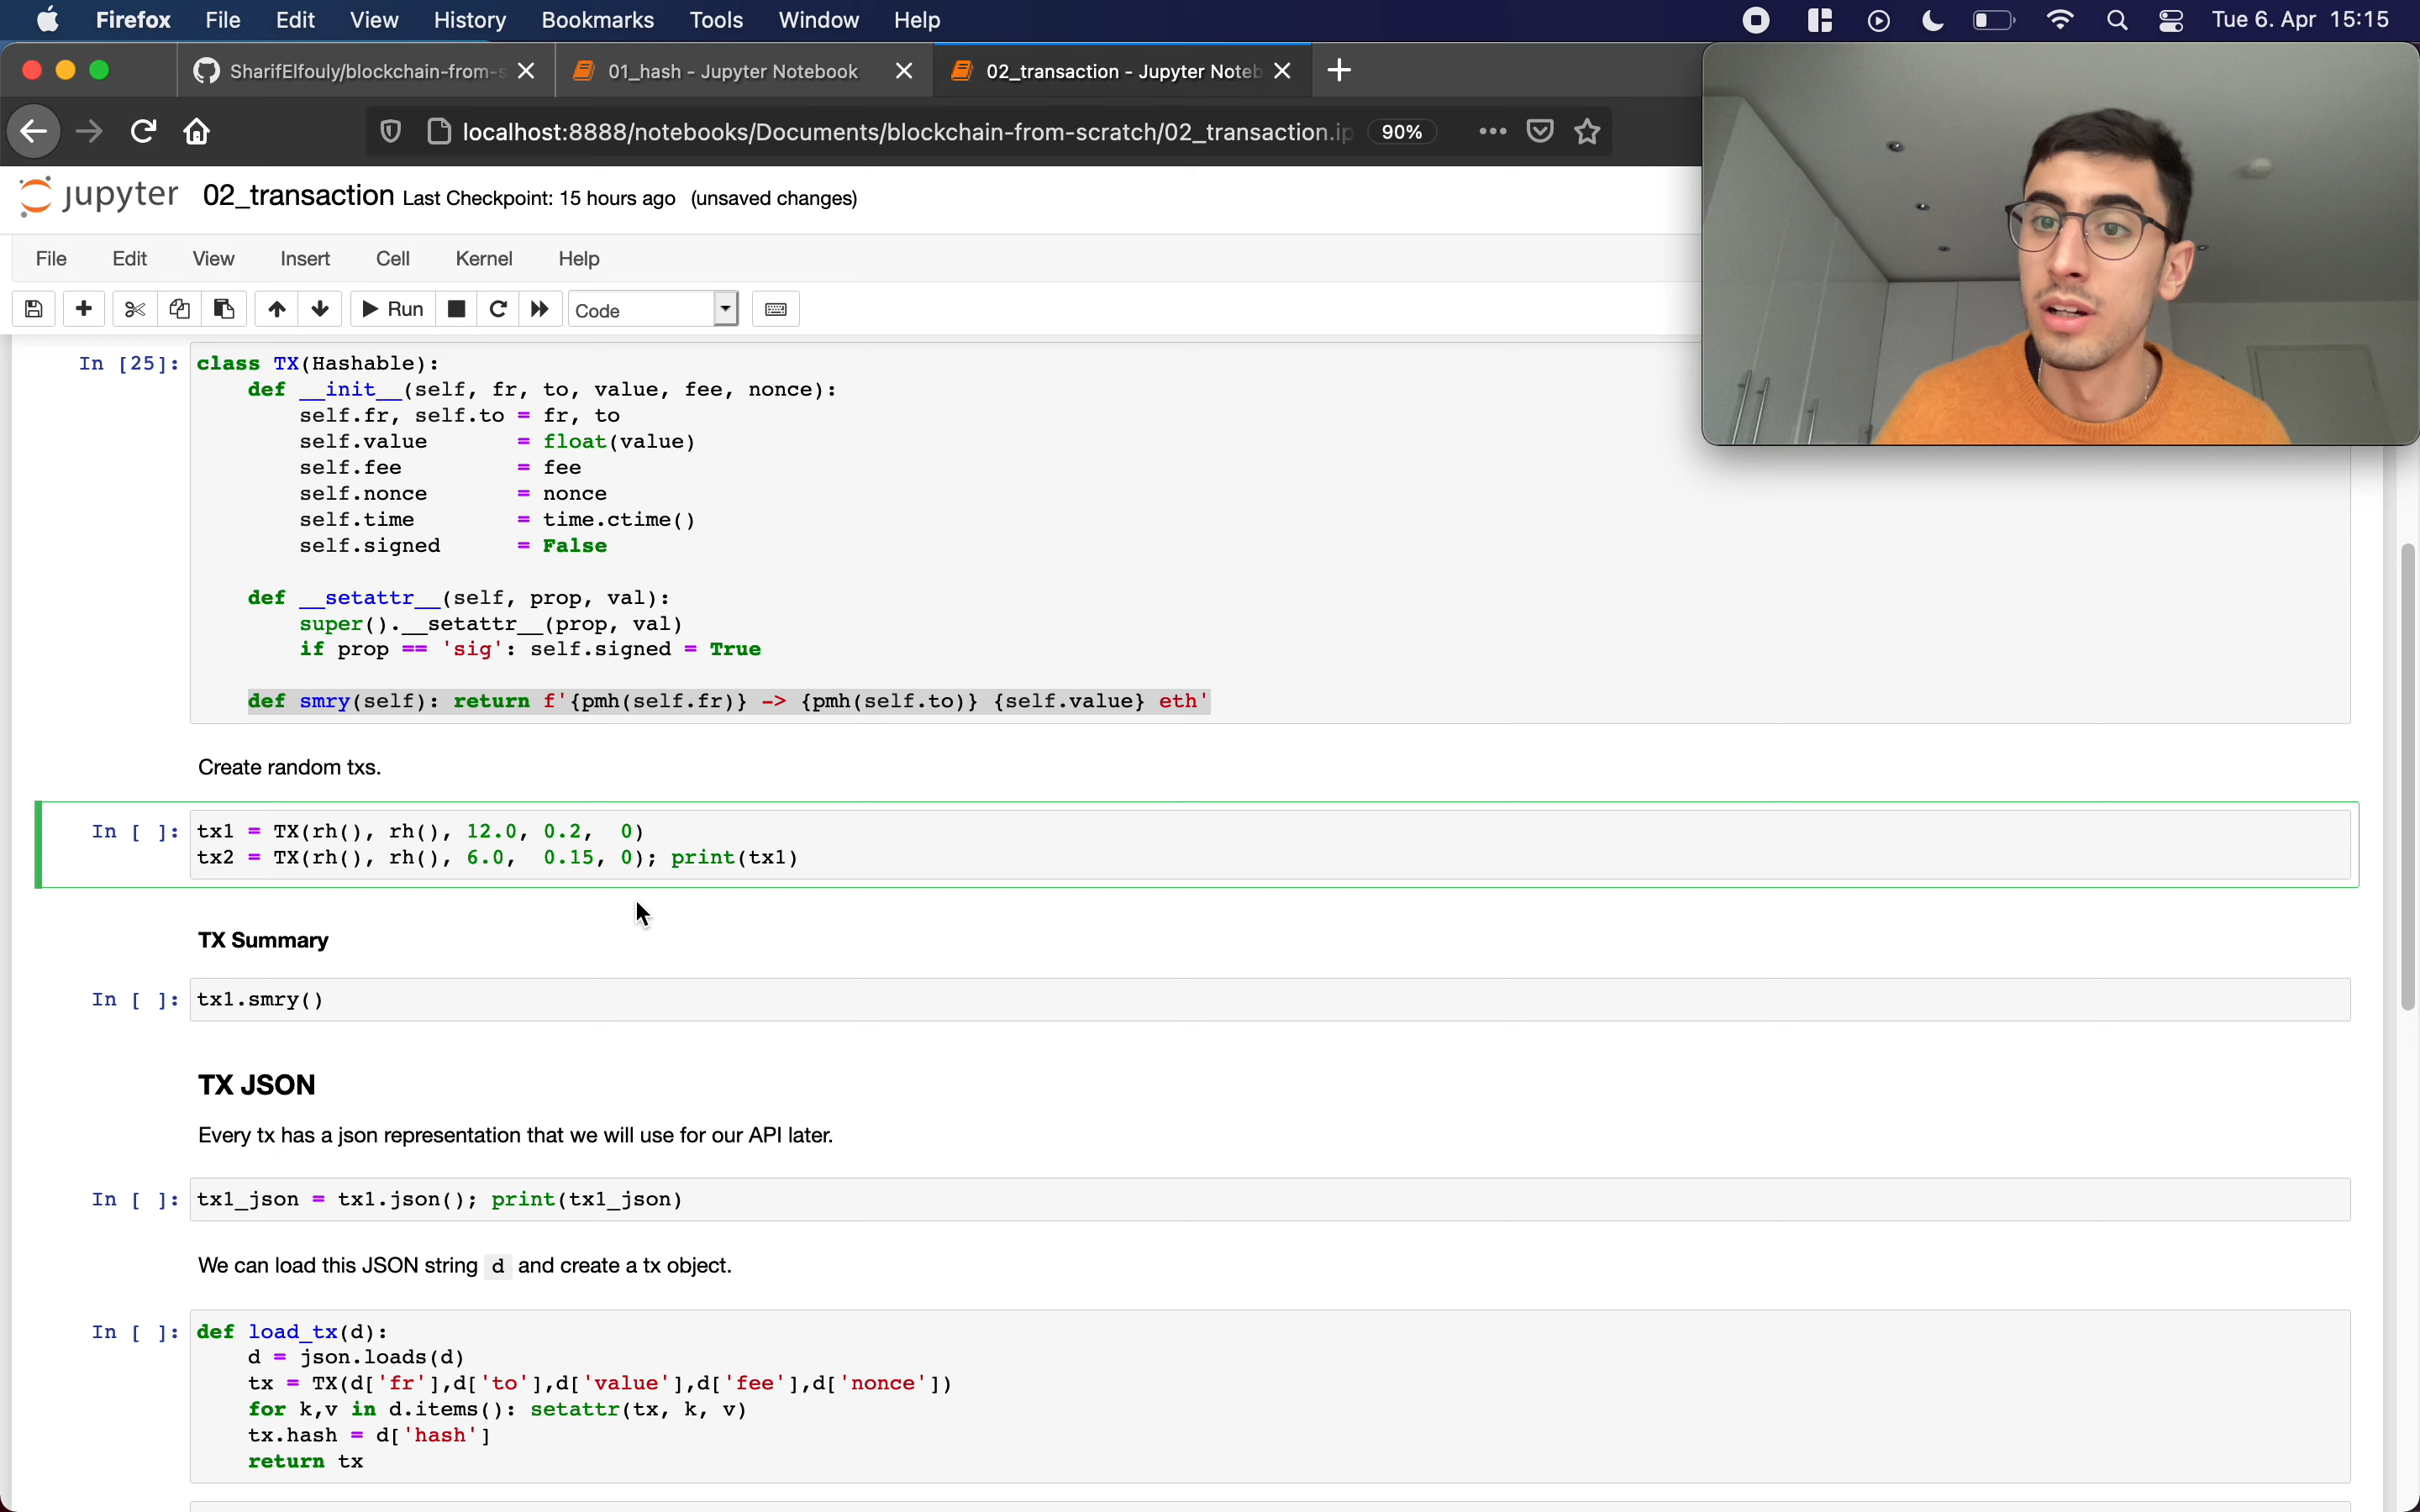 Firefox File Edit View History Bookmarks Tools Window Help Tue 6. Apr 15:15
SharifElfouly/blockchain-from-s 01_hash - Jupyter Notebook 02_transaction - Jupyter Noteb
localhost:8888/notebooks/Documents/blockchain-from-scratch/02_transaction.ip 90%
jupyter 02_transaction Last Checkpoint: 15 hours ago (unsaved changes)
File Edit View Insert Cell Kernel Help
Run Code
In [25]: class TX(Hashable):
def __init__(self, fr, to, value, fee, nonce):
self.fr, self.to = fr, to
self.value = float(value)
self.fee = fee
self.nonce = nonce
self.time = time.ctime()
self.signed = False
def __setattr__(self, prop, val):
super().__setattr__(prop, val)
if prop == 'sig': self.signed = True
def smry(self): return f'{pmh(self.fr)} -> {pmh(self.to)} {self.value} eth'
Create random txs.
In [ ]: tx1 = TX(rh(), rh(), 12.0, 0.2, 0)
tx2 = TX(rh(), rh(), 6.0, 0.15, 0); print(tx1)
TX Summary
In [ ]: tx1.smry()
TX JSON
Every tx has a json representation that we will use for our API later.
In [ ]: tx1_json = tx1.json(); print(tx1_json)
We can load this JSON string d and create a tx object.
In [ ]: def load_tx(d):
d = json.loads(d)
tx = TX(d['fr'],d['to'],d['value'],d['fee'],d['nonce'])
for k,v in d.items(): setattr(tx, k, v)
tx.hash = d['hash']
return tx